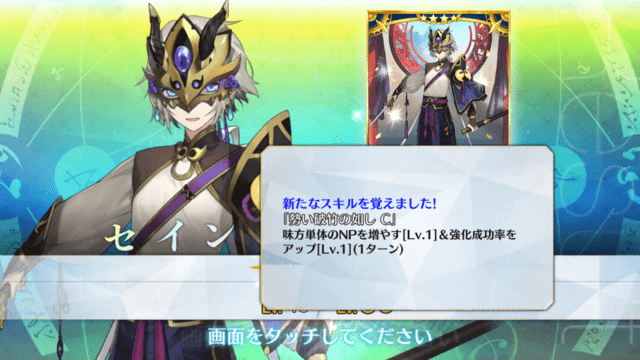 新たなスキルを覚えました!
『勢い破竹の如し C』
味方単体のNPを増やす[Lv.1]&強化成功率を
アップ[Lv.1](1ターン)
セイン
画面をタッチしてください